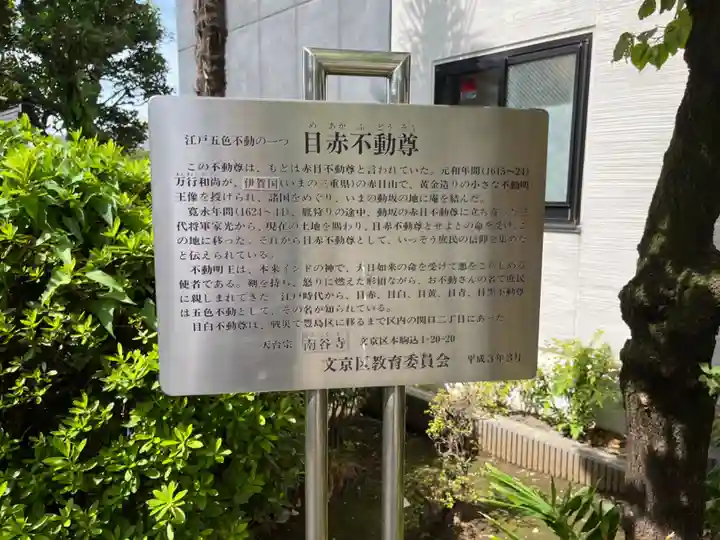 め あか ふ どう そん
江戸五色不動の一つ 目赤不動尊
この不動尊は、もとは赤目不動尊と言われていた。元和年間(1615〜24)
まんぎょう
万行和尚が、伊賀国(いまの三重県)の赤目山で、黄金造りの小さな不動明
王像を授けられ、諸国をめぐり、いまの動坂の地に庵を結んだ。
寛永年間(1624〜44)、鷹狩りの途中、動坂の赤目不動尊に立ち寄った三
代将軍家光から、現在の土地を賜わり、目赤不動尊とせよとの命を受け、こ
の地に移った。それから目赤不動尊として、いっそう庶民の信仰を集めた
と伝えられている。
不動明王は、本来インドの神で、大日如来の命を受けて悪をこらしめる
使者である。剣を持ち、怒りに燃えた形相ながら、お不動さんの名で庶民
に親しまれてきた。江戸時代から、目赤、目白、目黄、目青、目黒不動尊
は五色不動として、その名が知られている。
目白不動尊は、戦災で豊島区に移るまで区内の関口二丁目にあった。
天台宗 南谷寺 文京区本駒込1-20-20
文京区教育委員会 平成3年3月